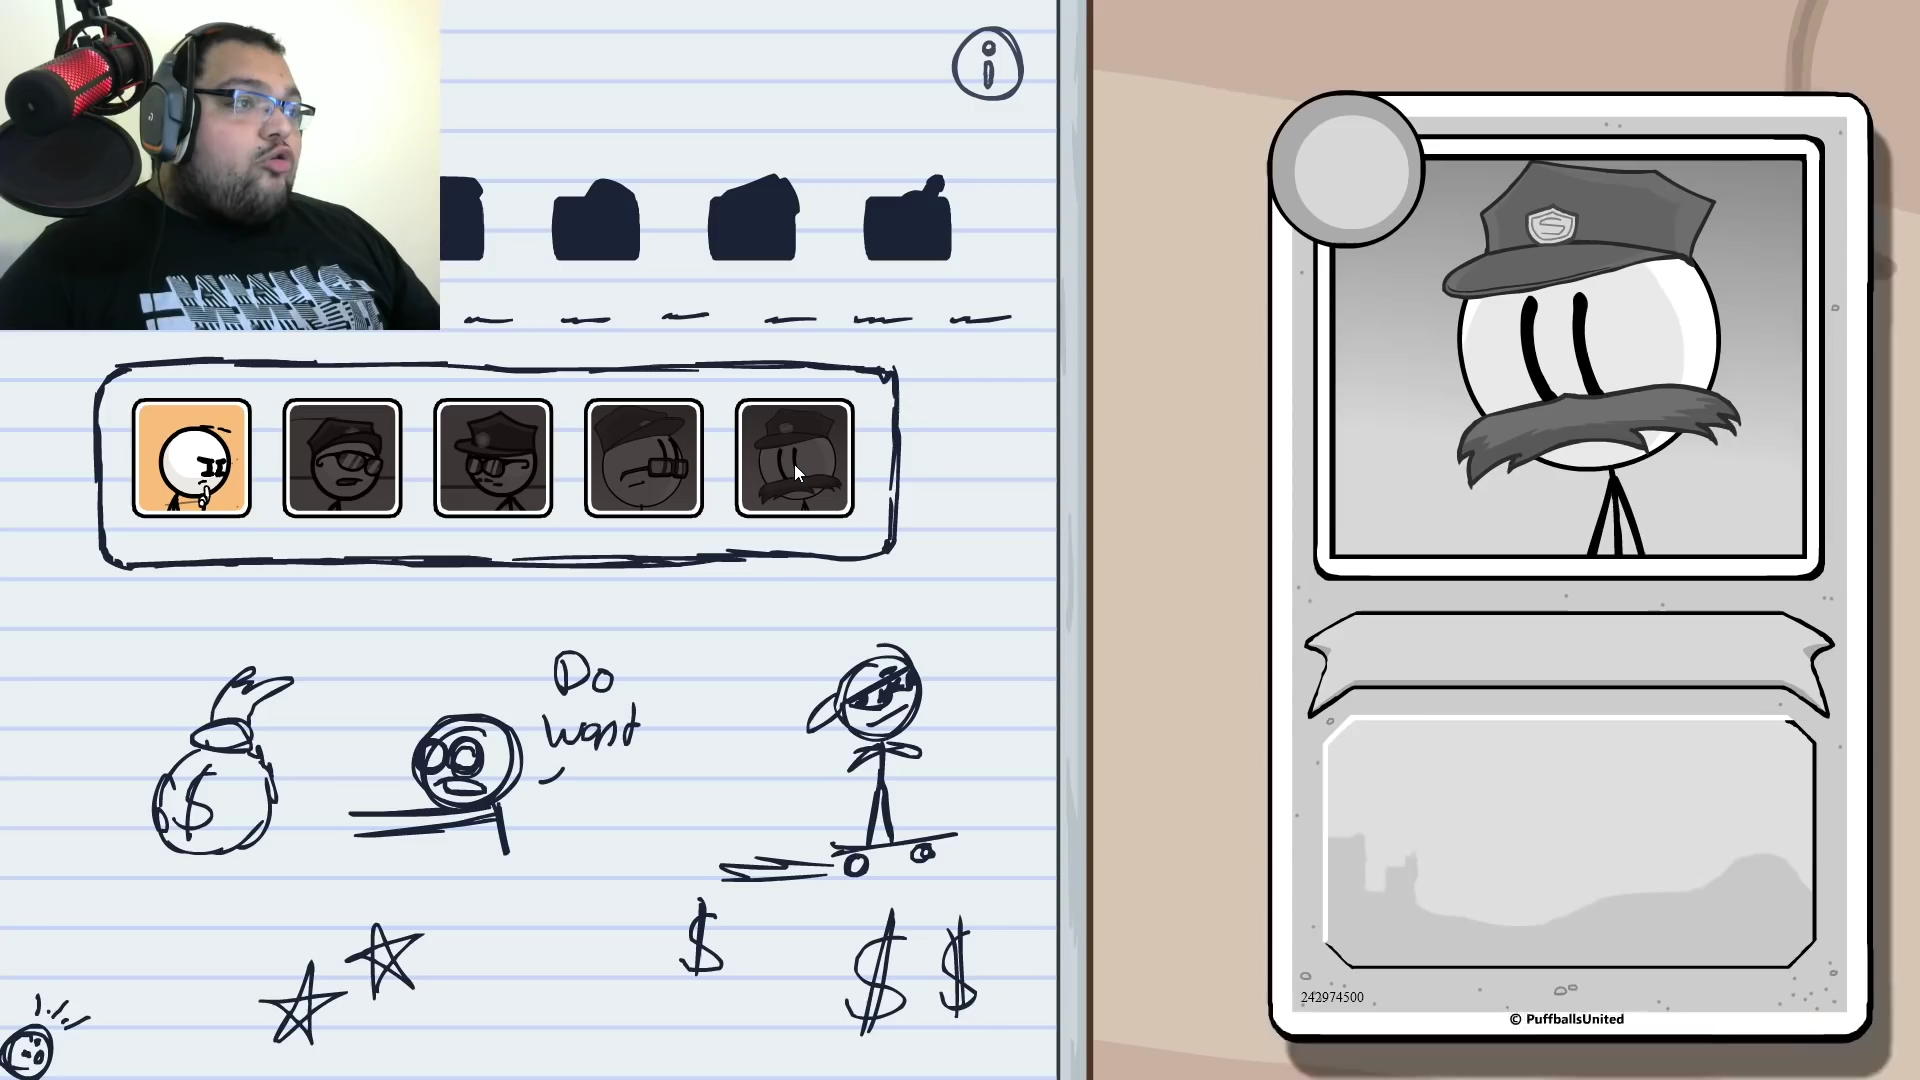 i
S
Do
want
$
$
$ $
242974500
© PuffballsUnited